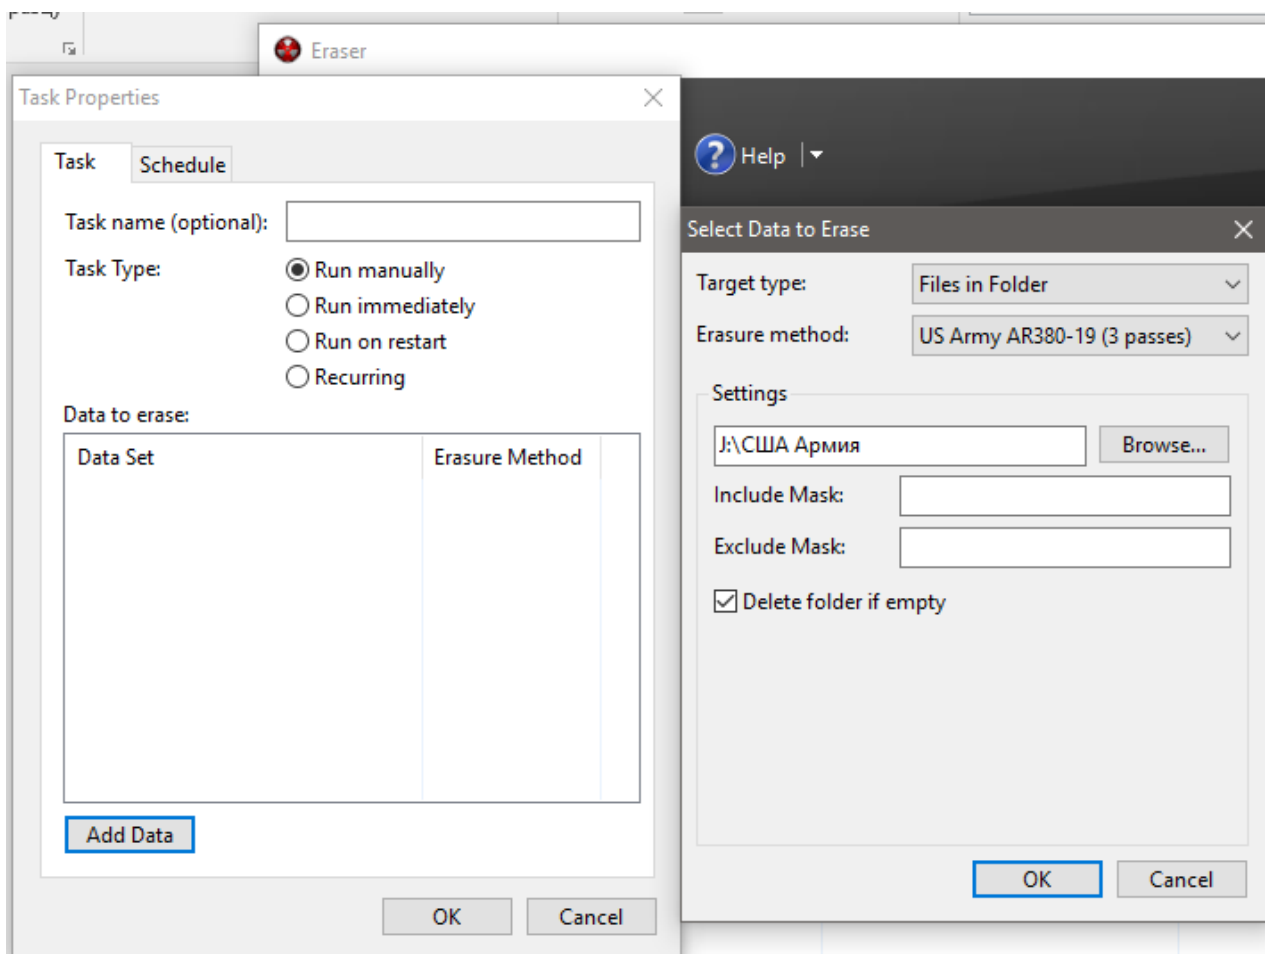 Eraser
Task Properties
Task
Schedule
Help
Task name (optional):
Task Type:
Run manually
Run immediately
Run on restart
Recurring
Data to erase:
Data Set
Erasure Method
Add Data
OK
Cancel
Select Data to Erase
Target type:
Files in Folder
Erasure method:
US Army AR380-19 (3 passes)
Settings
J:\США Армия
Browse...
Include Mask:
Exclude Mask:
Delete folder if empty
OK
Cancel